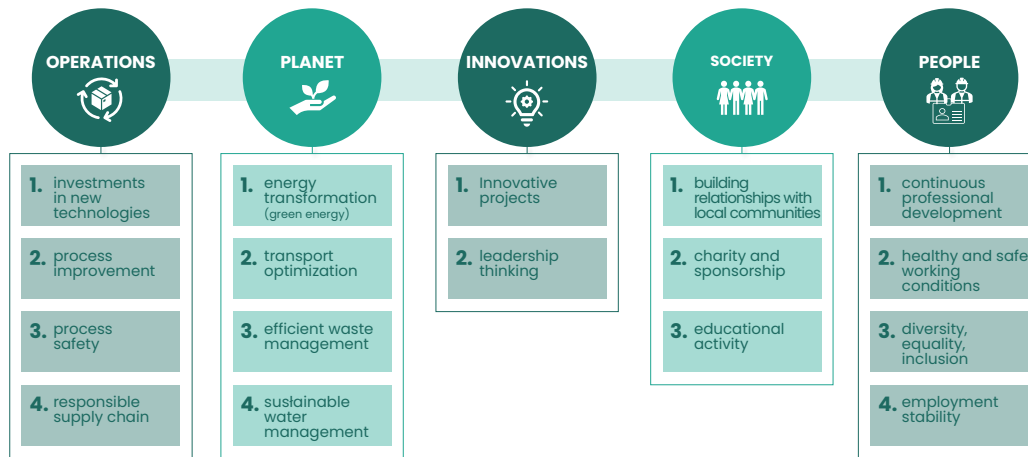 OPERATIONS
1. investments
in new
technologies
2. process
improvement
3. process
safety
4. responsible
supply chain
PLANET
1. energy
transformation
(green energy)
2. transport
optimization
3. efficient waste
management
4. sustainable
water
management
INNOVATIONS
1. Innovative
projects
2. leadership
thinking
SOCIETY
1. building
relationships with
local communities
2. charity and
sponsorship
3. educational
activity
PEOPLE
1. continuous
professional
development
2. healthy and safe
working
conditions
3. diversity,
equality,
inclusion
4. employment
stability